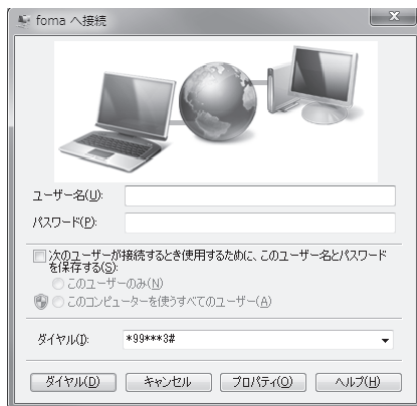 foma へ接続
ユーザー名(U):
パスワード(P):
次のユーザーが接続するとき使用するために、このユーザー名とパスワード
を保存する(S):
このユーザーのみ(N)
このコンピューターを使うすべてのユーザー(A)
ダイヤル(I): *99***3#
ダイヤル(D) キャンセル プロパティ(O) ヘルプ(H)